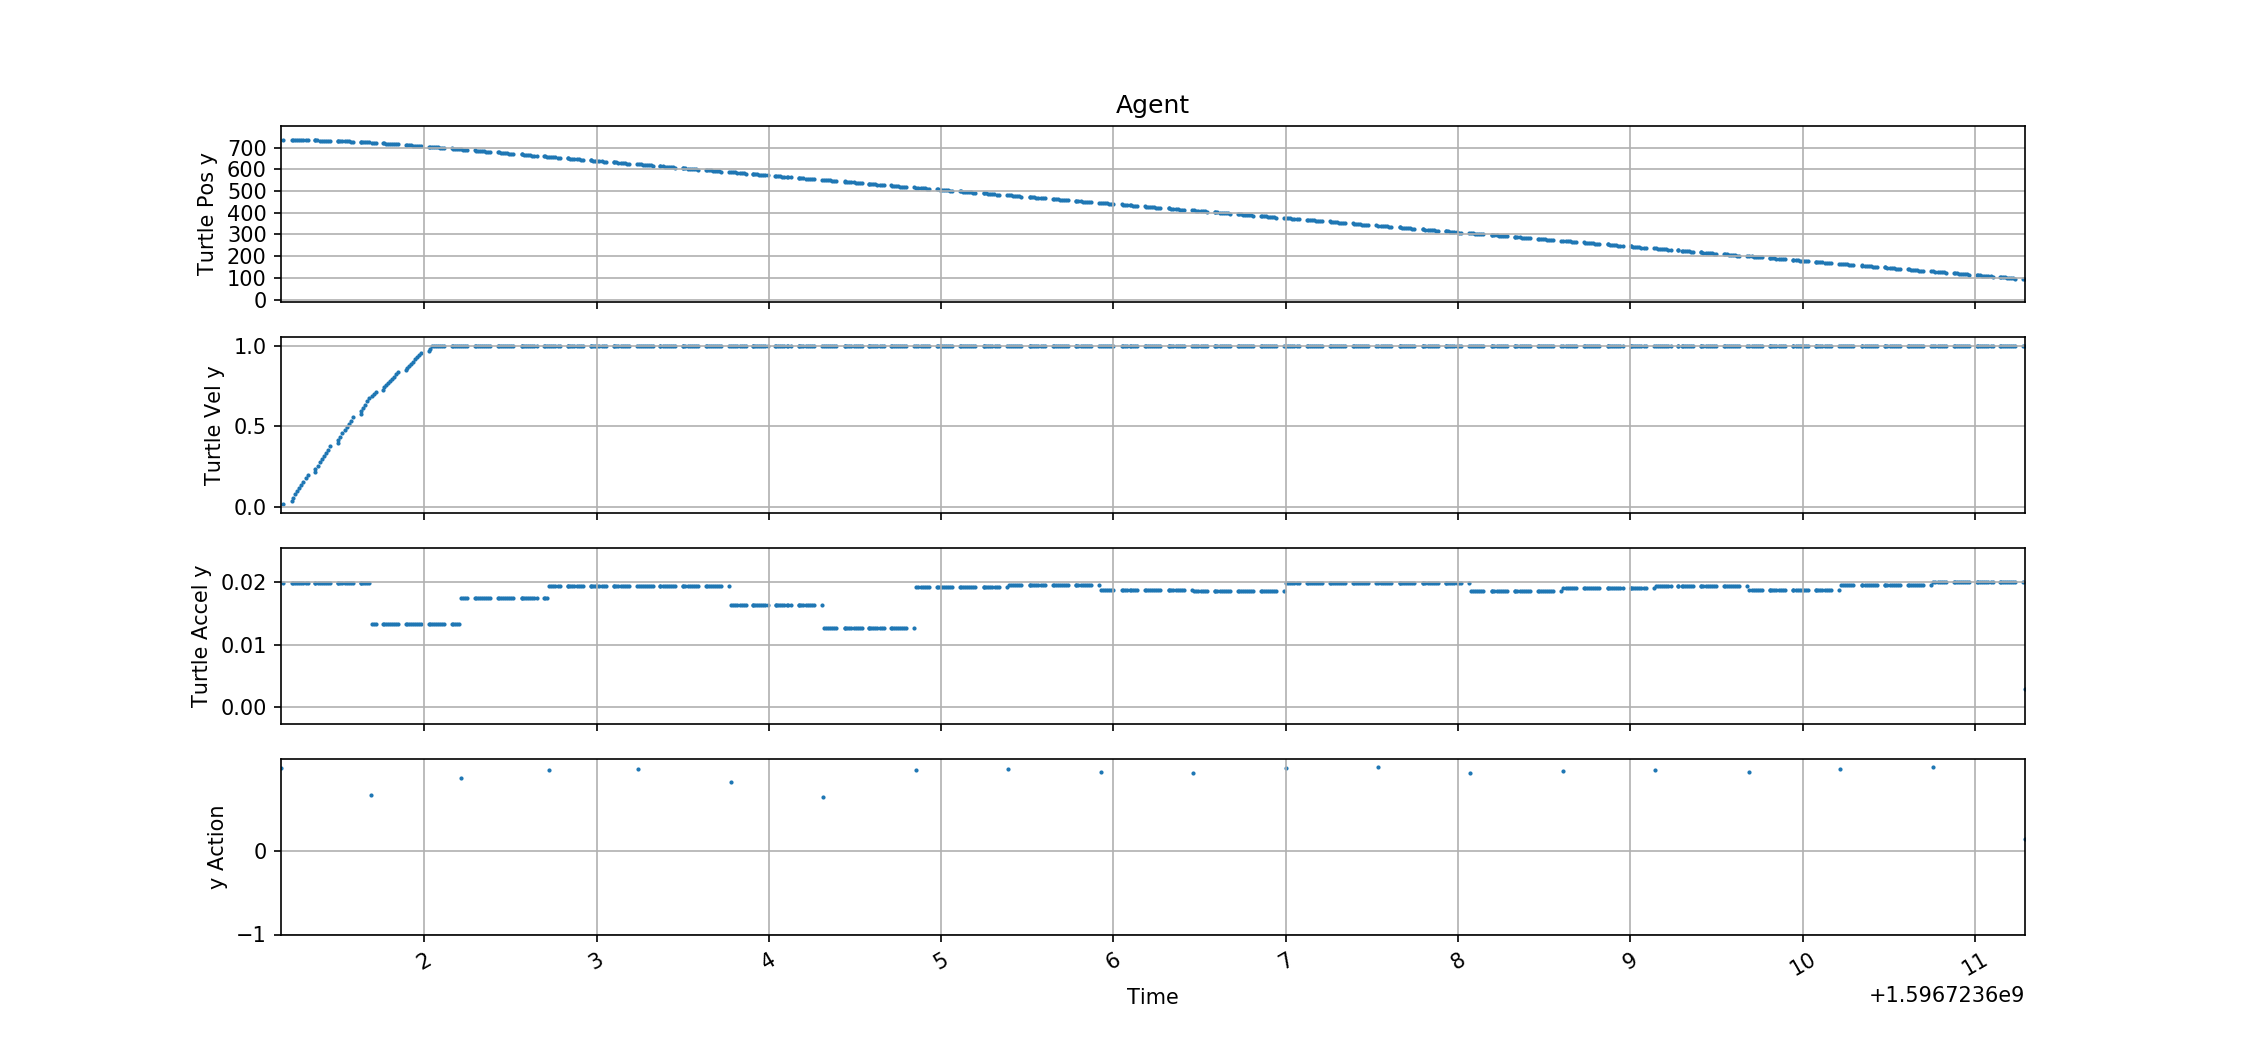 Agent
Turtle Pos y
700
600
500
400
300
200
100
0
Turtle Vel y
1.0
0.5
0.0
Turtle Accel y
0.02
0.01
0.00
y Action
0
−1
2 3 4 5 6 7 8 9 10 11
Time
+1.5967236e9